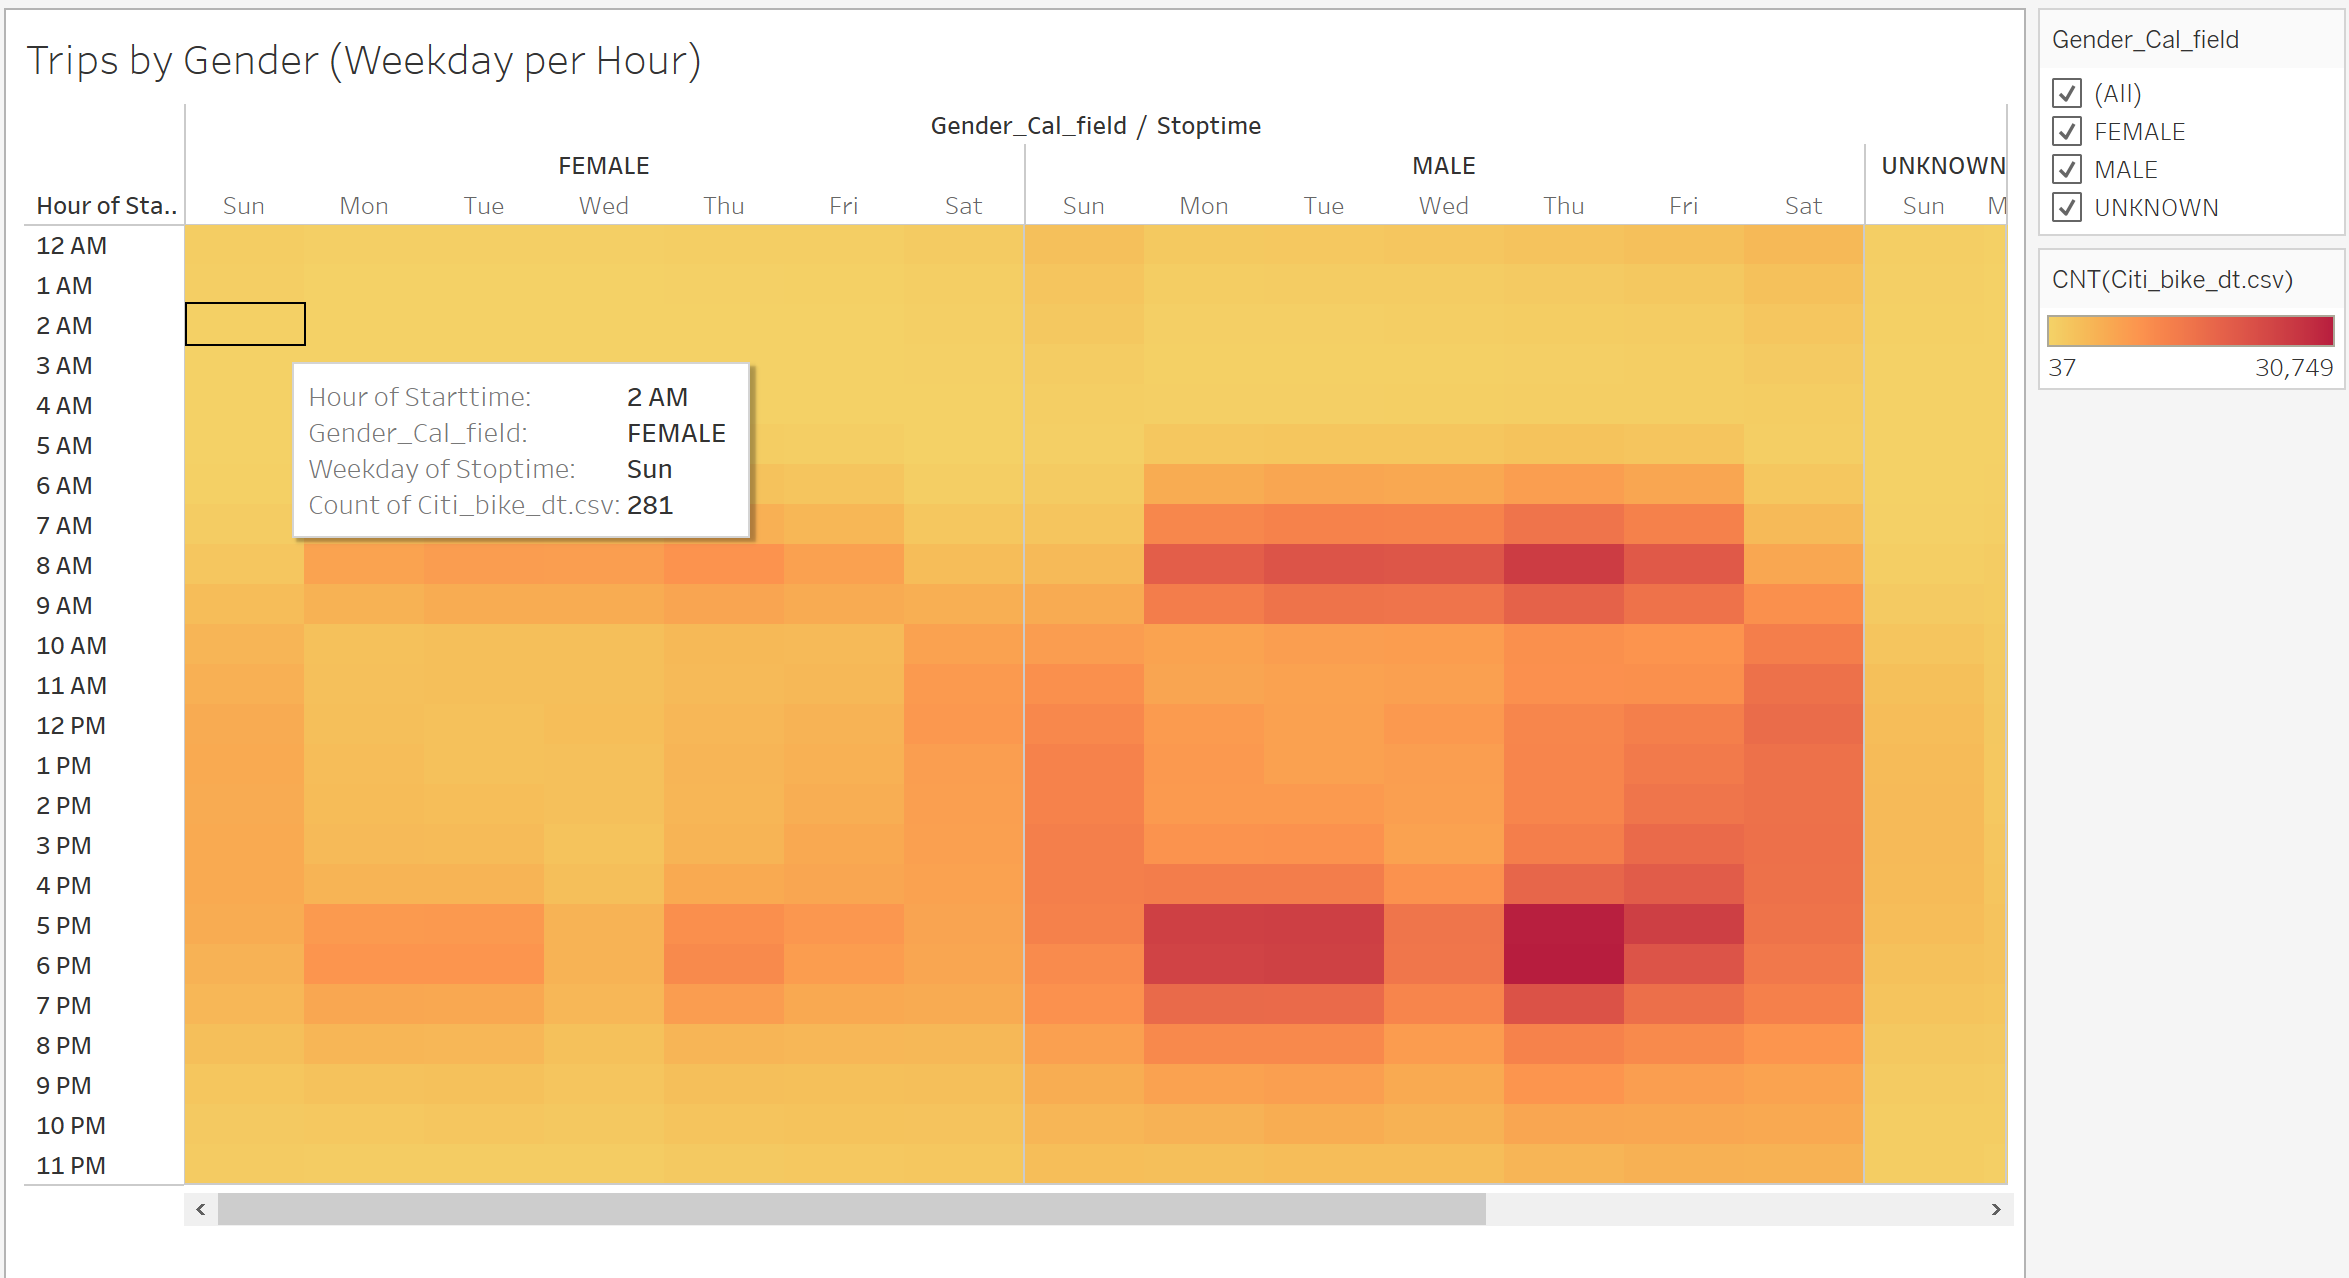 Trips by Gender (Weekday per Hour)
Gender_Cal_field / Stoptime
FEMALE MALE UNKNOWN
Hour of Sta.. Sun Mon Tue Wed Thu Fri Sat Sun Mon Tue Wed Thu Fri Sat Sun M
12 AM
1 AM
2 AM
3 AM
4 AM
5 AM
6 AM
7 AM
8 AM
9 AM
10 AM
11 AM
12 PM
1 PM
2 PM
3 PM
4 PM
5 PM
6 PM
7 PM
8 PM
9 PM
10 PM
11 PM
Hour of Starttime: 2 AM
Gender_Cal_field: FEMALE
Weekday of Stoptime: Sun
Count of Citi_bike_dt.csv: 281
Gender_Cal_field
(All)
FEMALE
MALE
UNKNOWN
CNT(Citi_bike_dt.csv)
37 30,749